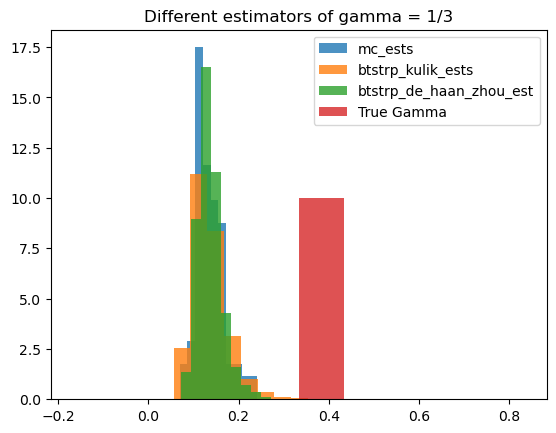 Different estimators of gamma = 1/3
mc_ests
btstrp_kulik_ests
btstrp_de_haan_zhou_est
True Gamma
17.5
15.0
12.5
10.0
7.5
5.0
2.5
0.0
−0.2 0.0 0.2 0.4 0.6 0.8